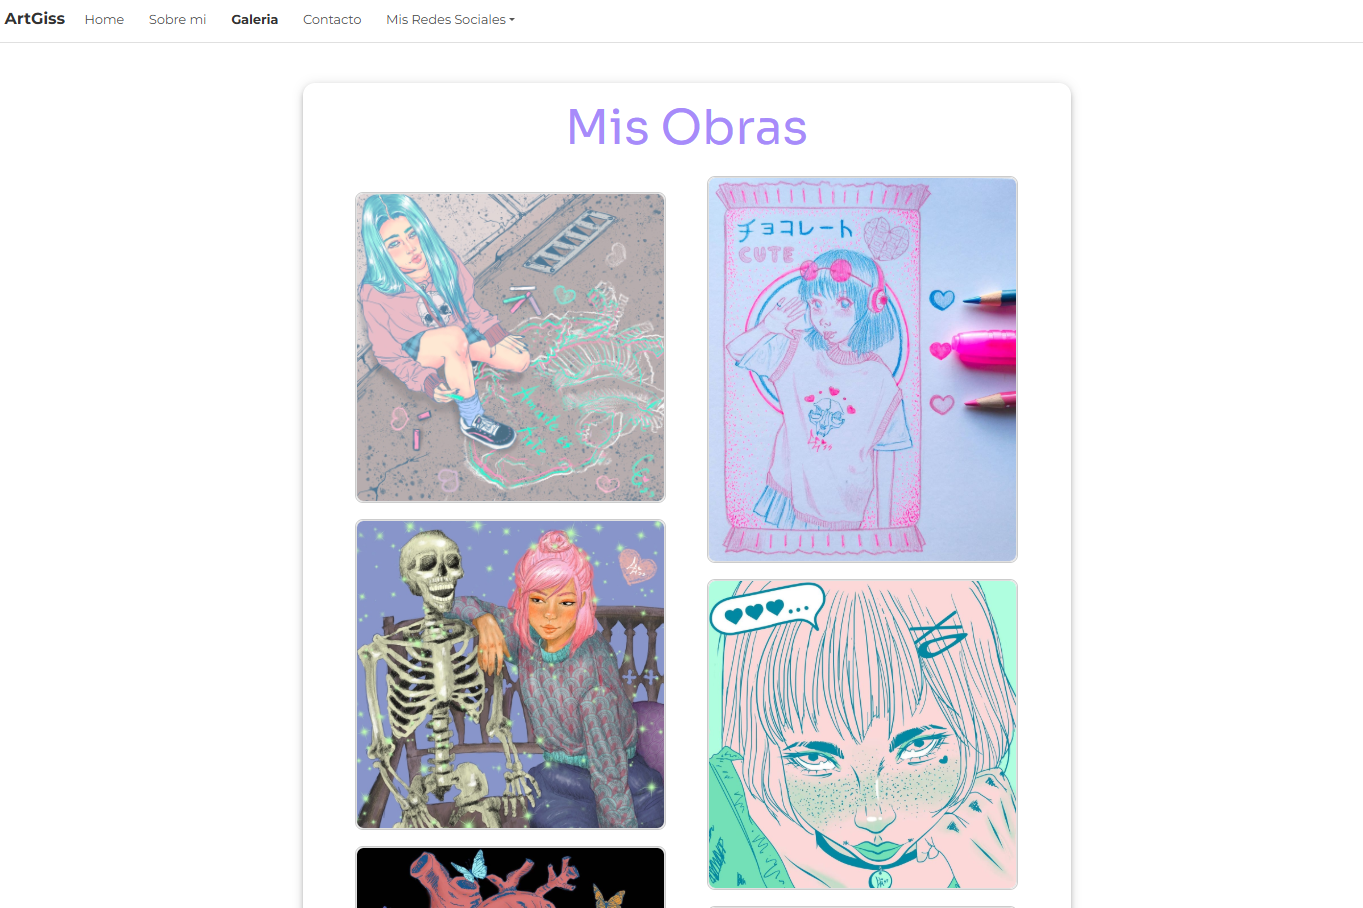 ArtGiss Home Sobre mi Galeria Contacto Mis Redes Sociales
Mis Obras
チョコレート
CUTE